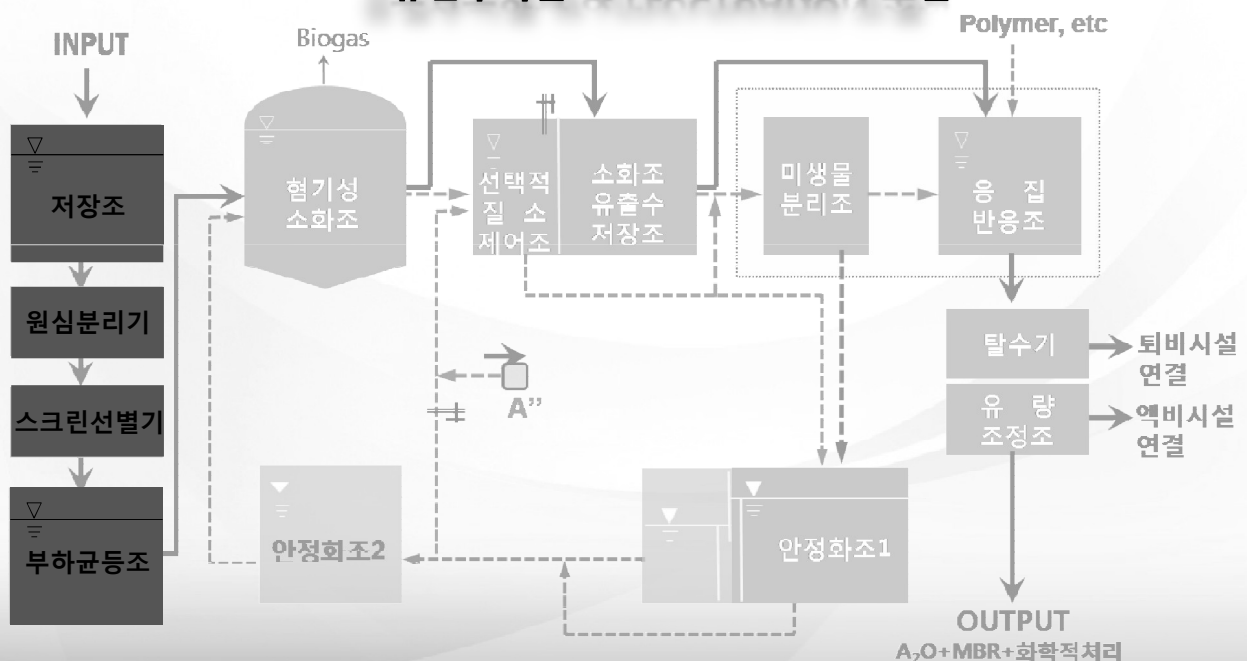 INPUT
Biogas
Polymer, etc
저장조
혐기성
소화조
선택적
질 소
제어조
소화조
유출수
저장조
미생물
분리조
응 집
반응조
원심분리기
스크린선별기
부하균등조
탈수기
퇴비시설
연결
유 량
조정조
액비시설
연결
A”
안정화조2
안정화조1
OUTPUT
A₂O+MBR+화학적처리